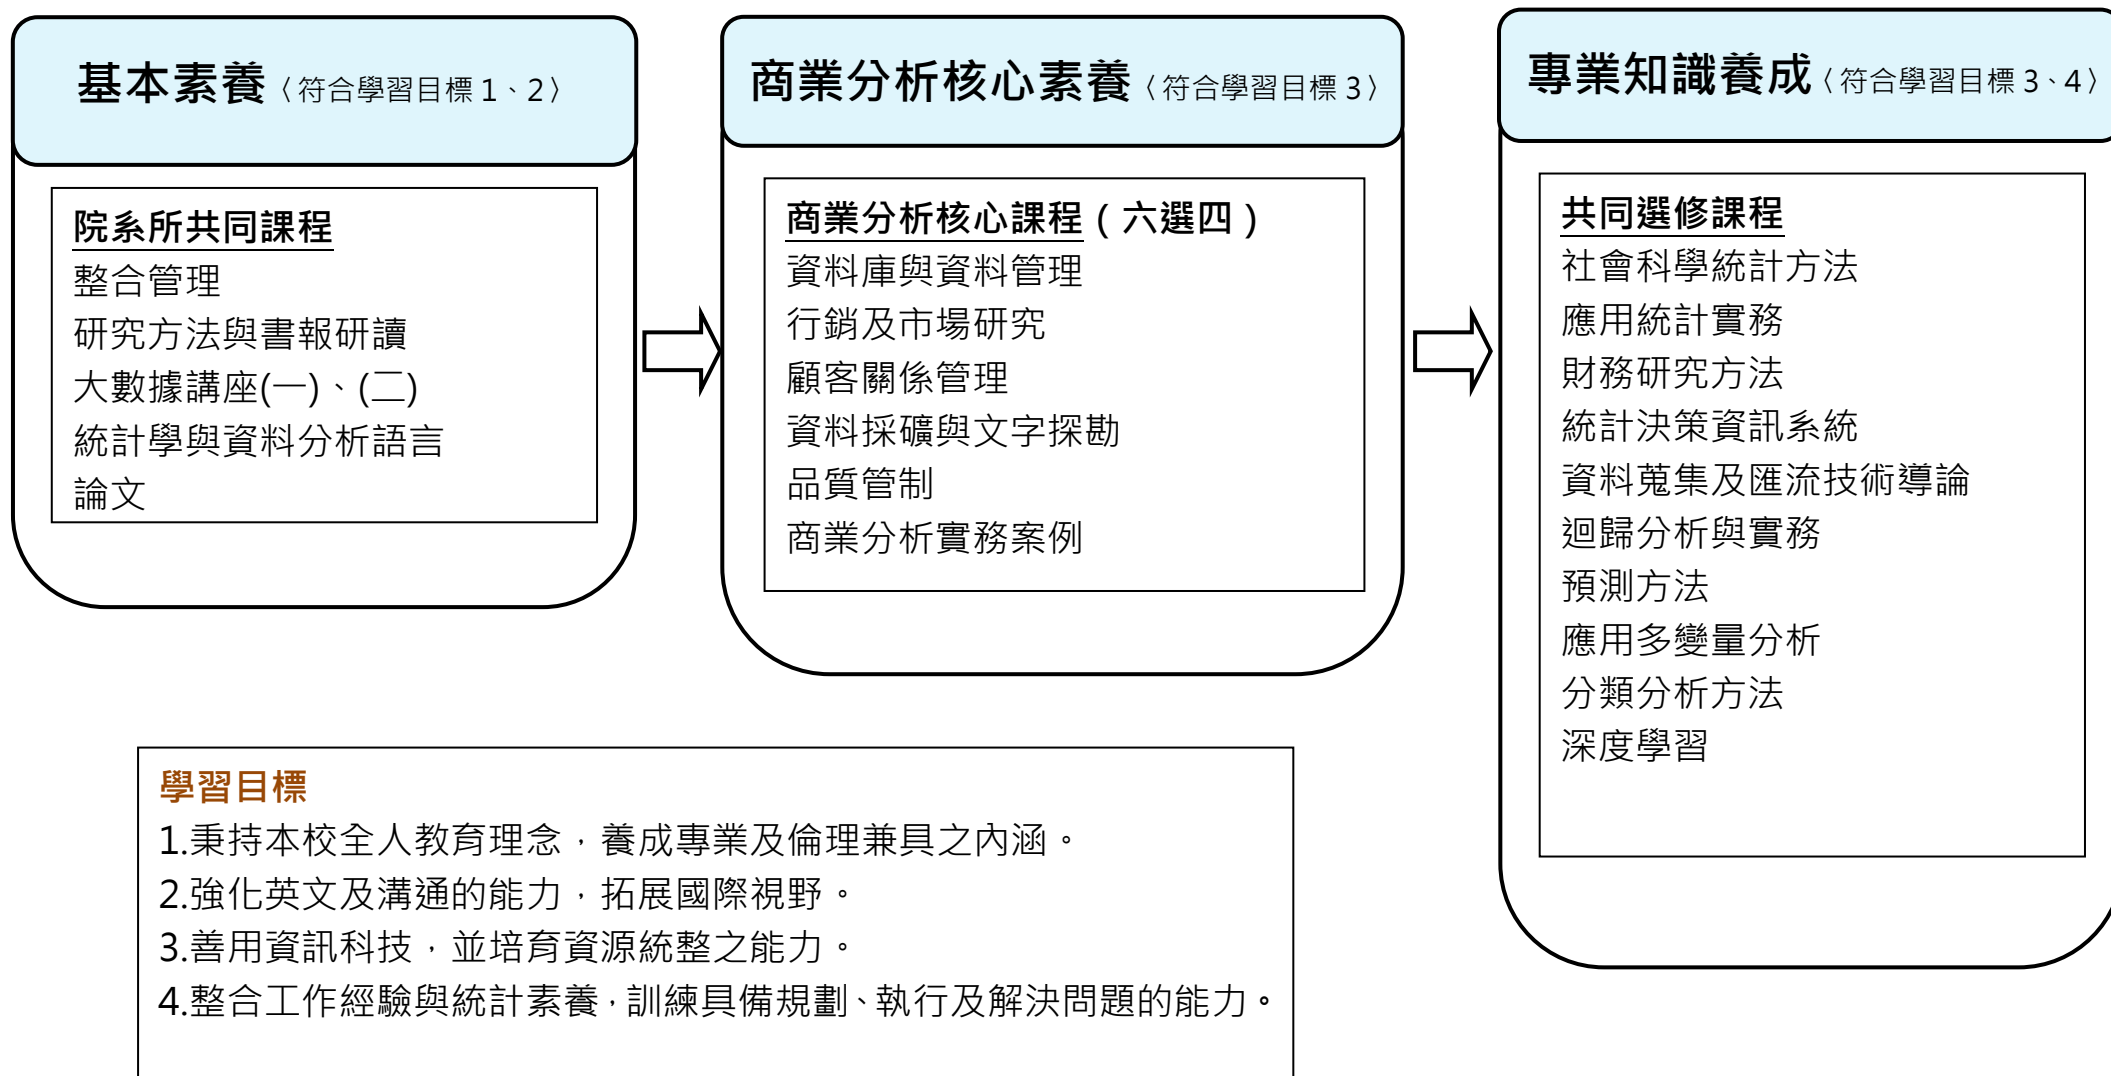 基本素養〈符合學習目標 1、2〉
院系所共同課程
整合管理
研究方法與書報研讀
大數據講座(一)、(二)
統計學與資料分析語言
論文
商業分析核心素養〈符合學習目標 3〉
商業分析核心課程（六選四）
資料庫與資料管理
行銷及市場研究
顧客關係管理
資料採礦與文字探勘
品質管制
商業分析實務案例
專業知識養成〈符合學習目標 3、4〉
共同選修課程
社會科學統計方法
應用統計實務
財務研究方法
統計決策資訊系統
資料蒐集及匯流技術導論
迴歸分析與實務
預測方法
應用多變量分析
分類分析方法
深度學習
學習目標
1.秉持本校全人教育理念，養成專業及倫理兼具之內涵。
2.強化英文及溝通的能力，拓展國際視野。
3.善用資訊科技，並培育資源統整之能力。
4.整合工作經驗與統計素養，訓練具備規劃、執行及解決問題的能力。